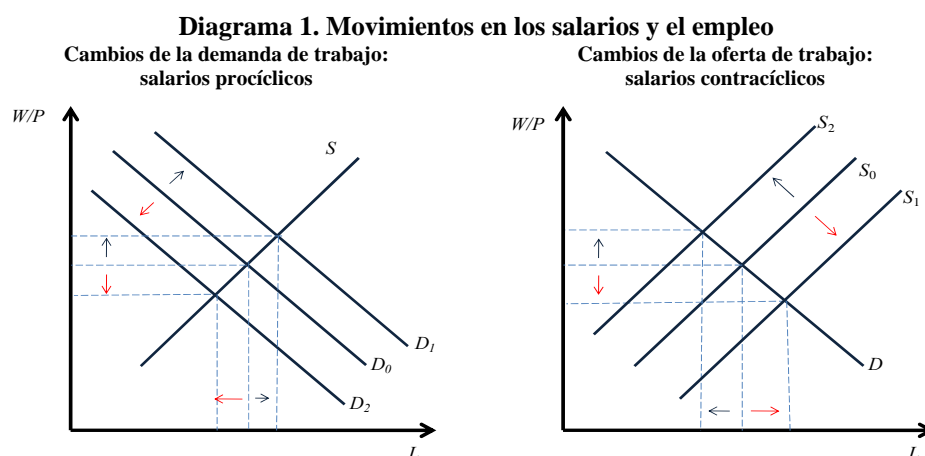 Diagrama 1. Movimientos en los salarios y el empleo
Cambios de la demanda de trabajo:
salarios procíclicos
W/P
S
D1
D0
D2
L
Cambios de la oferta de trabajo:
salarios contracíclicos
W/P
S2
S0
S1
D
L